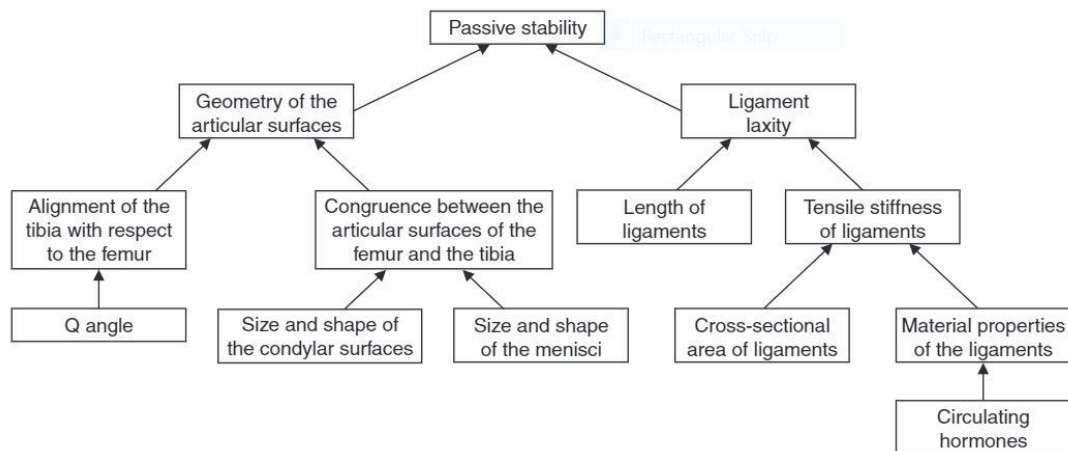 Passive stability
Rectangular Snip
Geometry of the
articular surfaces
Ligament
laxity
Alignment of the
tibia with respect
to the femur
Congruence between the
articular surfaces of the
femur and the tibia
Length of
ligaments
Tensile stiffness
of ligaments
Q angle
Size and shape of
the condylar surfaces
Size and shape
of the menisci
Cross-sectional
area of ligaments
Material properties
of the ligaments
Circulating
hormones